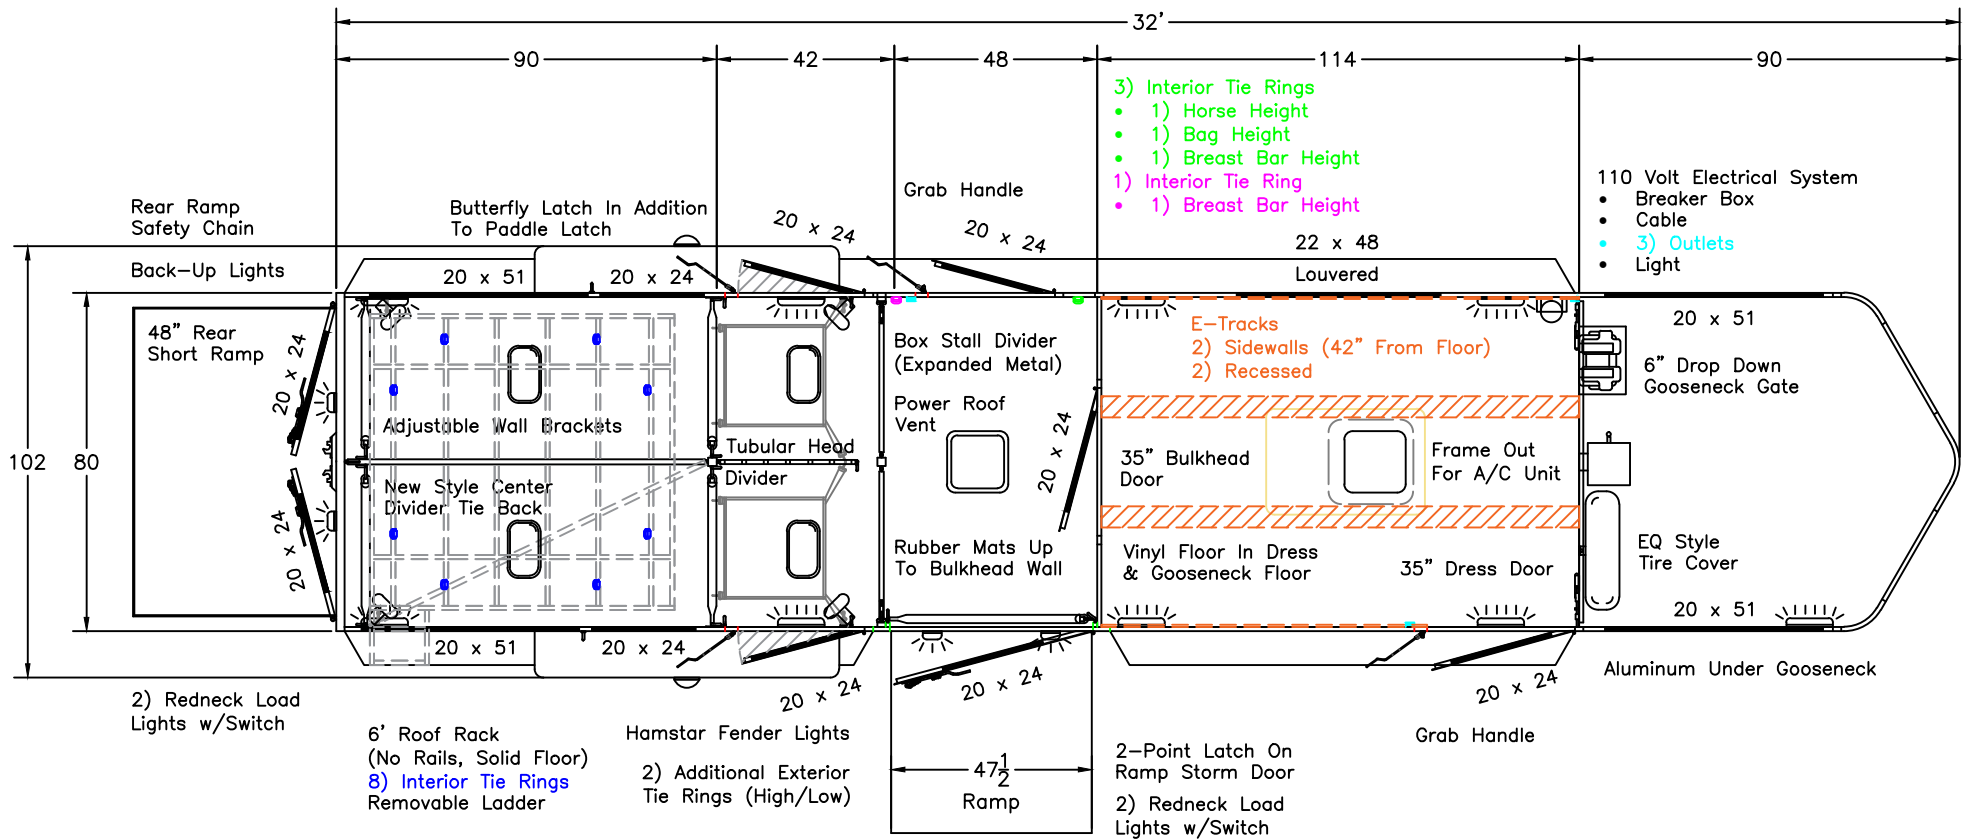 32'
90
42
48
114
90
3) Interior Tie Rings
• 1) Horse Height
• 1) Bag Height
• 1) Breast Bar Height
1) Interior Tie Ring
• 1) Breast Bar Height
Grab Handle
110 Volt Electrical System
• Breaker Box
• Cable
• 3) Outlets
• Light
Rear Ramp
Safety Chain
Butterfly Latch In Addition
To Paddle Latch
Back-Up Lights
20 x 24
20 x 24
22 x 48
Louvered
20 x 51
20 x 24
20 x 51
48" Rear
Short Ramp
20 x 24
Box Stall Divider
(Expanded Metal)
E-Tracks
2) Sidewalls (42" From Floor)
2) Recessed
6" Drop Down
Gooseneck Gate
Power Roof
Vent
Adjustable Wall Brackets
Tubular Head
Divider
20 x 24
35" Bulkhead
Door
Frame Out
For A/C Unit
102
80
New Style Center
Divider Tie Back
20 x 24
Rubber Mats Up
To Bulkhead Wall
Vinyl Floor In Dress
& Gooseneck Floor
35" Dress Door
EQ Style
Tire Cover
20 x 51
20 x 51
20 x 24
20 x 24
20 x 24
20 x 24
Aluminum Under Gooseneck
2) Redneck Load
Lights w/Switch
6' Roof Rack
(No Rails, Solid Floor)
8) Interior Tie Rings
Removable Ladder
Hamstar Fender Lights
2) Additional Exterior
Tie Rings (High/Low)
47 1/2
Ramp
2-Point Latch On
Ramp Storm Door
2) Redneck Load
Lights w/Switch
Grab Handle